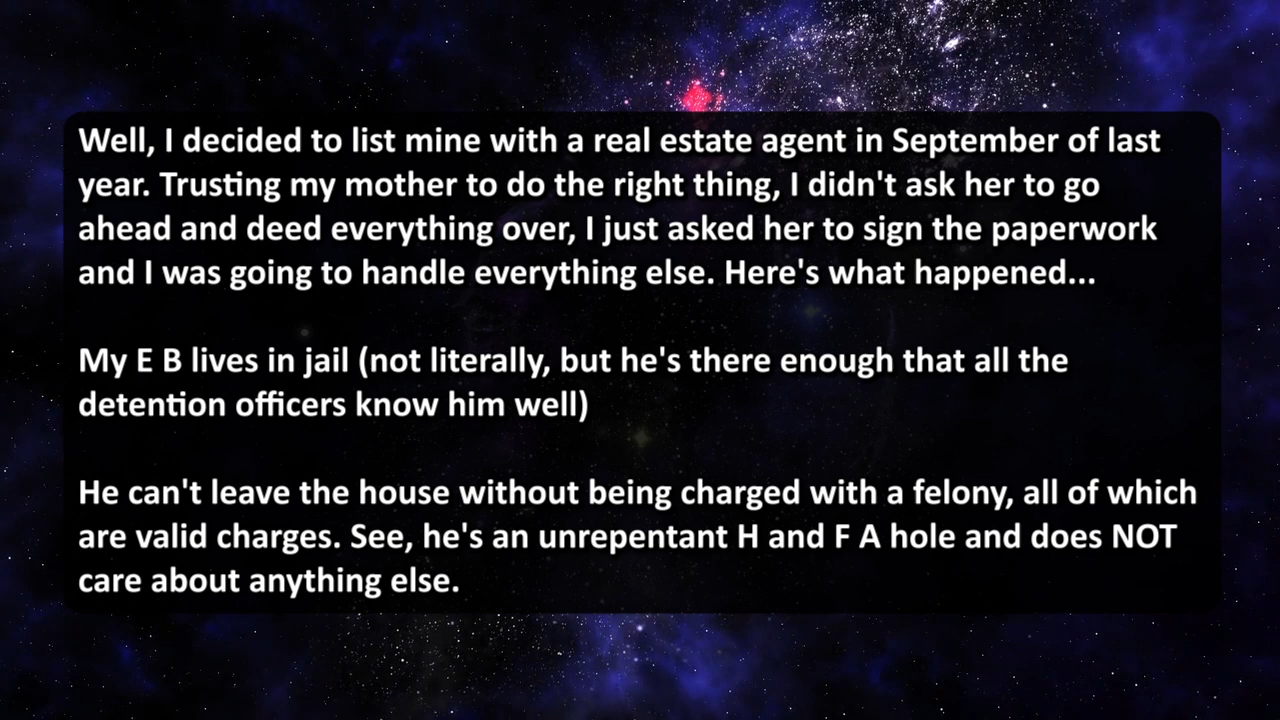 Well, I decided to list mine with a real estate agent in September of last
year. Trusting my mother to do the right thing, I didn't ask her to go
ahead and deed everything over, I just asked her to sign the paperwork
and I was going to handle everything else. Here's what happened...
My E B lives in jail (not literally, but he's there enough that all the
detention officers know him well)
He can't leave the house without being charged with a felony, all of which
are valid charges. See, he's an unrepentant H and F A hole and does NOT
care about anything else.